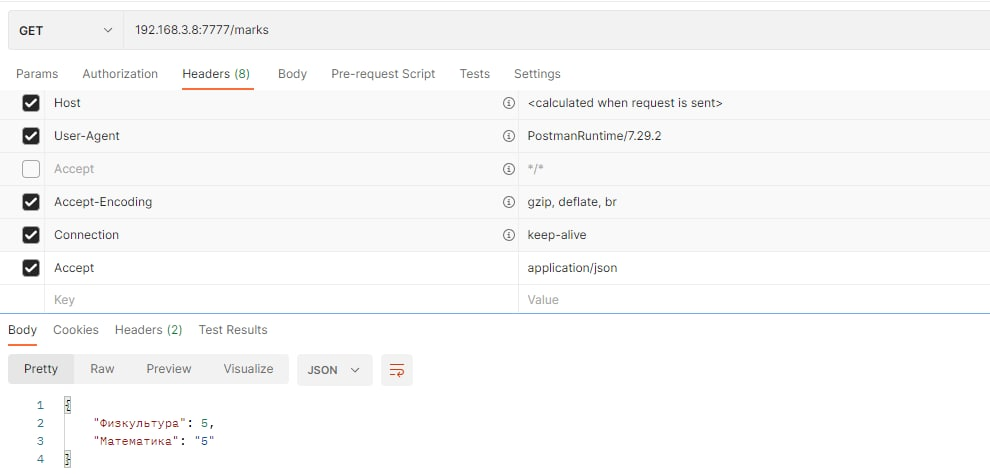 GET 192.168.3.8:7777/marks
Params Authorization Headers (8) Body Pre-request Script Tests Settings
Host <calculated when request is sent>
User-Agent PostmanRuntime/7.29.2
Accept */*
Accept-Encoding gzip, deflate, br
Connection keep-alive
Accept application/json
Key Value
Body Cookies Headers (2) Test Results
Pretty Raw Preview Visualize JSON
1 {
2 "Физкультура": 5,
3 "Математика": "5"
4 }